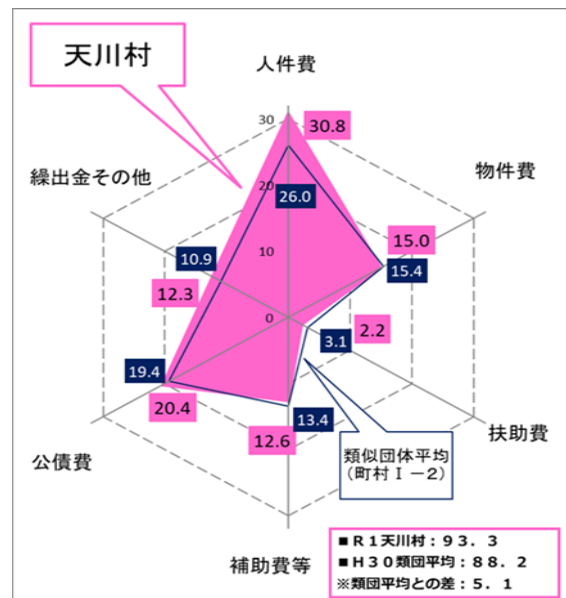 天川村
人件費
30
30.8
繰出金その他
物件費
20
26.0
15.0
10
10.9
15.4
12.3
0
2.2
3.1
19.4
20.4
13.4
12.6
類似団体平均
(町村Ⅰ-2)
扶助費
公債費
補助費等
■R1天川村:93.3
■H30類団平均:88.2
※類団平均との差:5.1